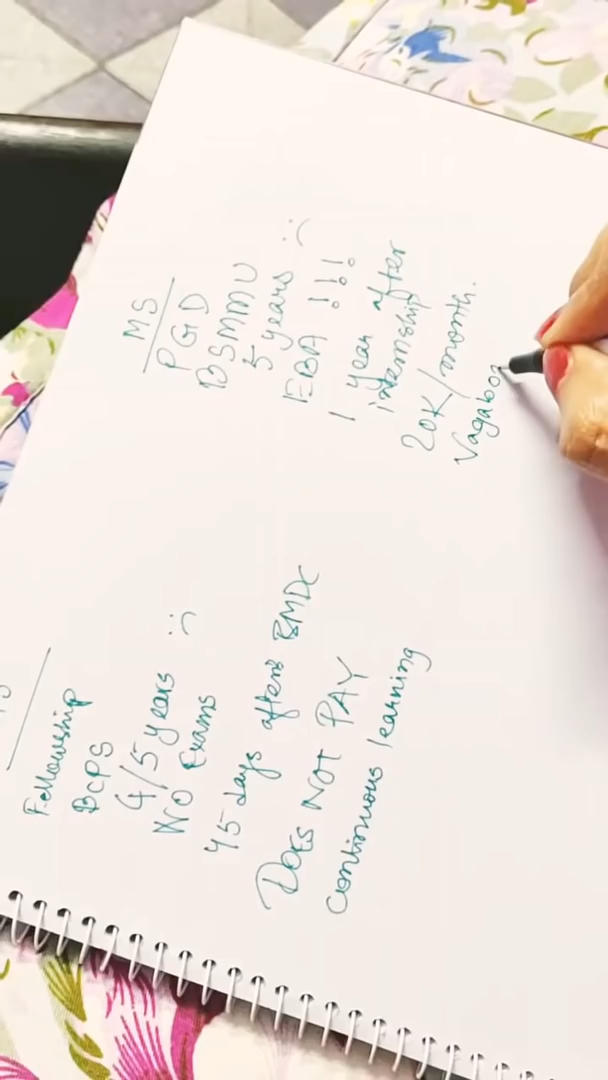 Fellowship
BCPS
4/5 years :)
NO Exams
45 days after BMDC
DOES NOT PAY
continuous learning
MS
PGD
BSMMU
5 years :(
EBA !!!
1 year after
internship
20K/month.
Vagabon